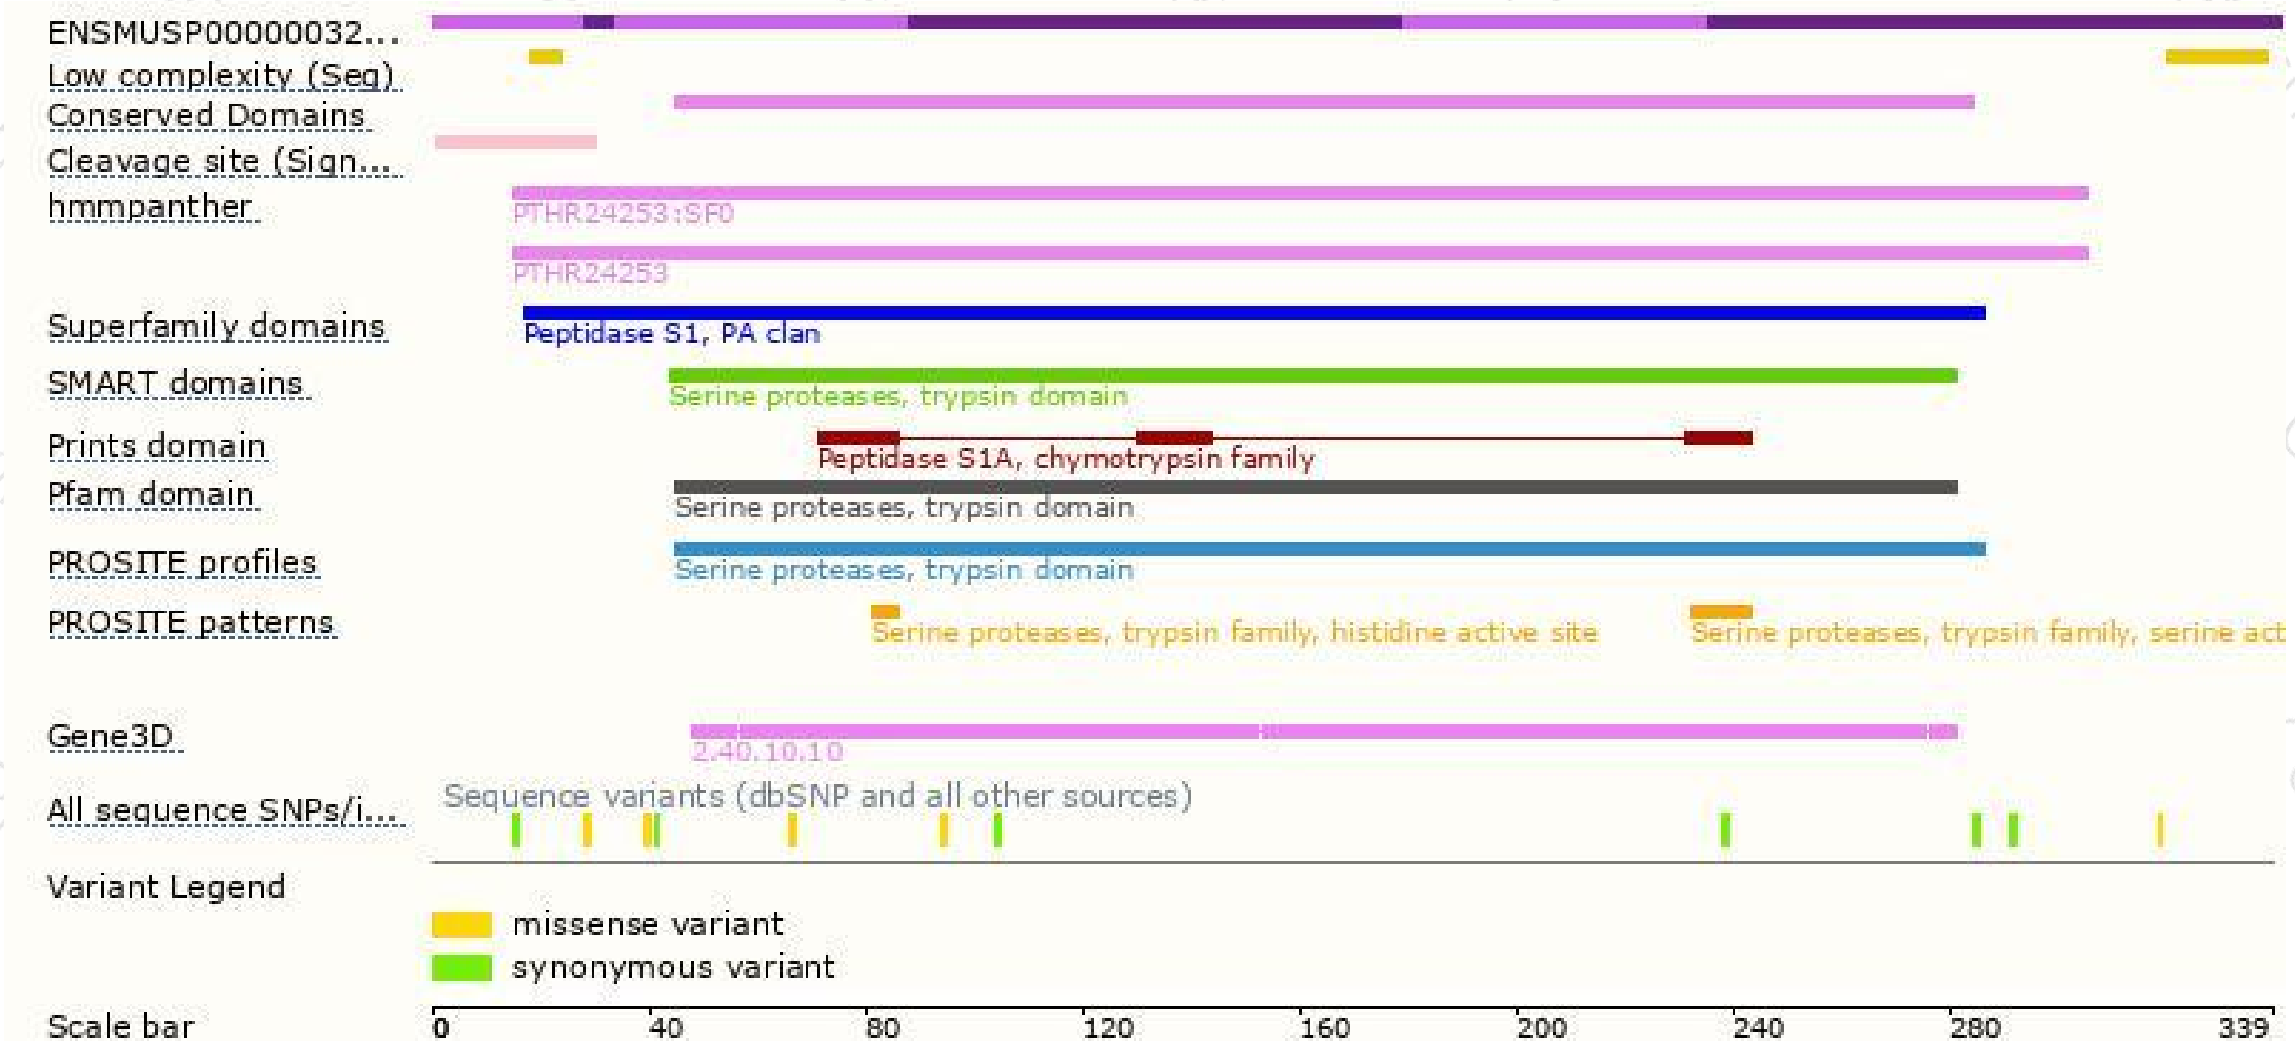 ENSMUSP00000032...
Low complexity (Seg)
Conserved Domains
Cleavage site (Sign...
hmmpanther
PTHR24253:SF0
PTHR24253
Superfamily domains
Peptidase S1, PA clan
SMART domains
Serine proteases, trypsin domain
Prints domain
Peptidase S1A, chymotrypsin family
Pfam domain
Serine proteases, trypsin domain
PROSITE profiles
Serine proteases, trypsin domain
PROSITE patterns
Serine proteases, trypsin family, histidine active site Serine proteases, trypsin family, serine act
Gene3D
2.40.10.10
Sequence variants (dbSNP and all other sources)
All sequence SNPs/i...
Variant Legend
missense variant
synonymous variant
Scale bar 0 40 80 120 160 200 240 280 339